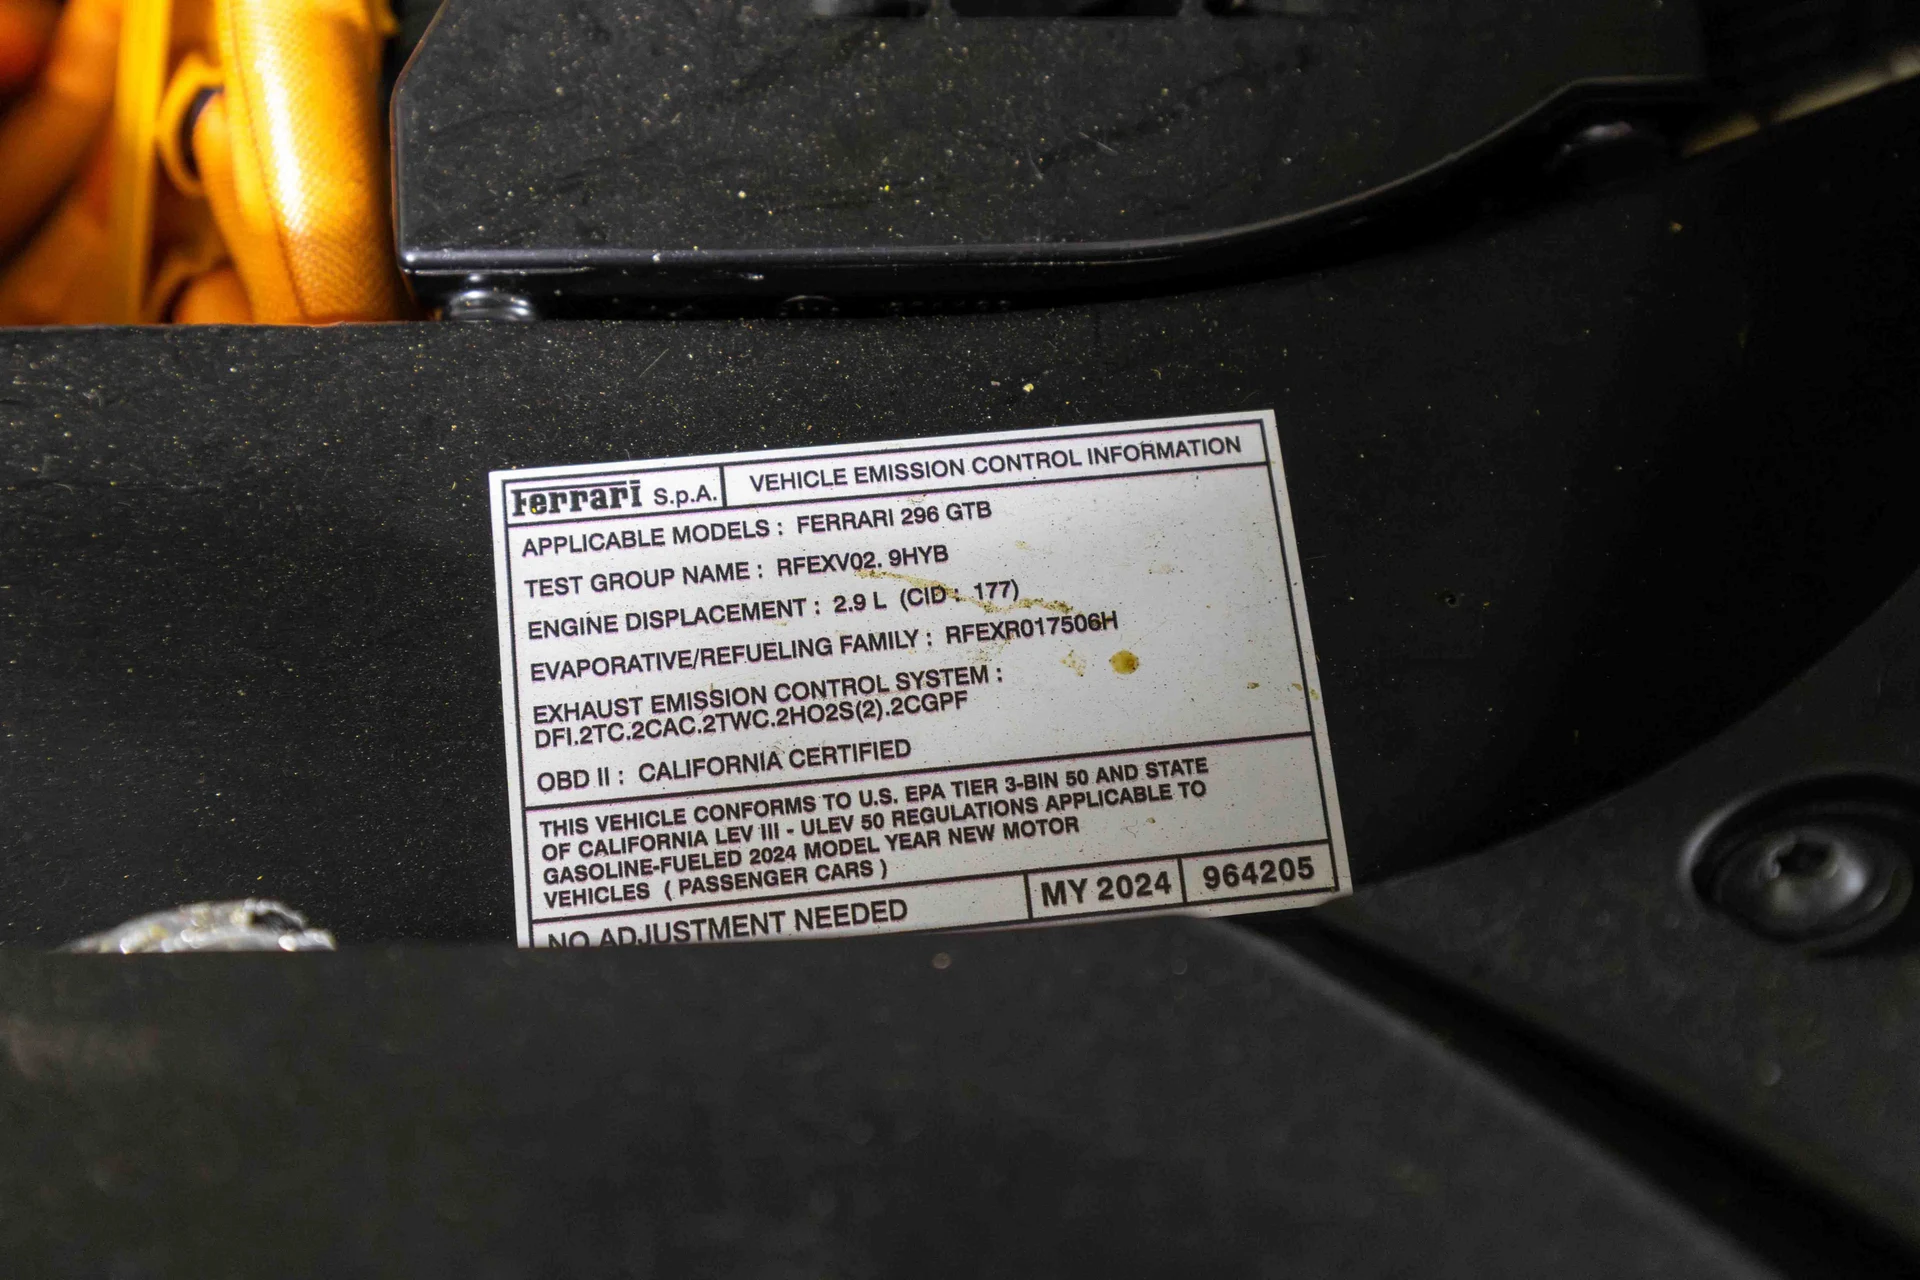 Ferrari S.p.A. VEHICLE EMISSION CONTROL INFORMATION
APPLICABLE MODELS : FERRARI 296 GTB
TEST GROUP NAME : RFEXV02. 9HYB
ENGINE DISPLACEMENT : 2.9 L (CID : 177)
EVAPORATIVE/REFUELING FAMILY : RFEXR017506H
EXHAUST EMISSION CONTROL SYSTEM :
DFI.2TC.2CAC.2TWC.2HO2S(2).2CGPF
OBD II : CALIFORNIA CERTIFIED
THIS VEHICLE CONFORMS TO U.S. EPA TIER 3-BIN 50 AND STATE
OF CALIFORNIA LEV III - ULEV 50 REGULATIONS APPLICABLE TO
GASOLINE-FUELED 2024 MODEL YEAR NEW MOTOR
VEHICLES ( PASSENGER CARS )
NO ADJUSTMENT NEEDED MY 2024 964205